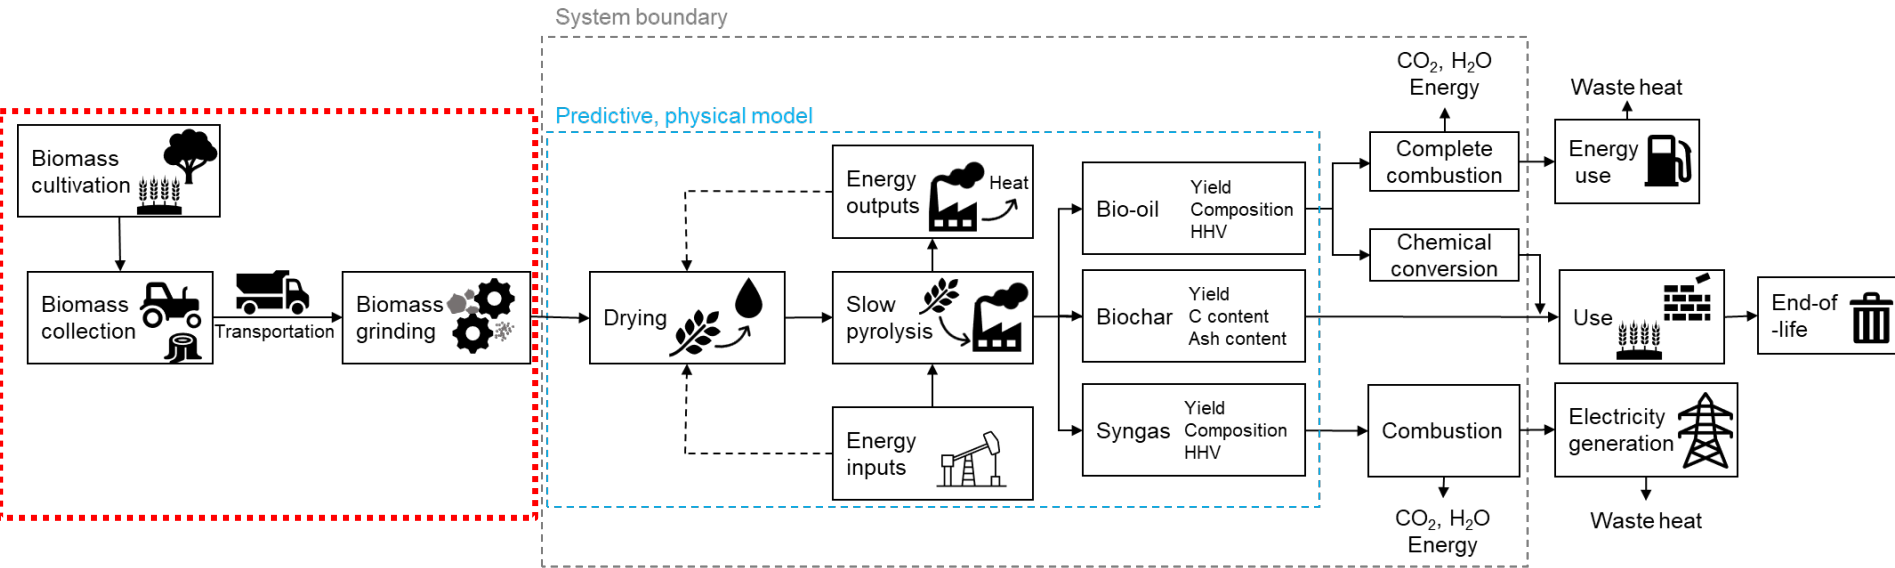 System boundary
Predictive, physical model
Biomass
cultivation
Biomass
collection
Transportation
Biomass
grinding
Drying
Energy
outputs
Heat
Slow
pyrolysis
Energy
inputs
Bio-oil
Yield
Composition
HHV
Biochar
Yield
C content
Ash content
Syngas
Yield
Composition
HHV
CO₂, H₂O
Energy
Complete
combustion
Chemical
conversion
Combustion
CO₂, H₂O
Energy
Waste heat
Energy
use
Use
End-of
-life
Electricity
generation
Waste heat